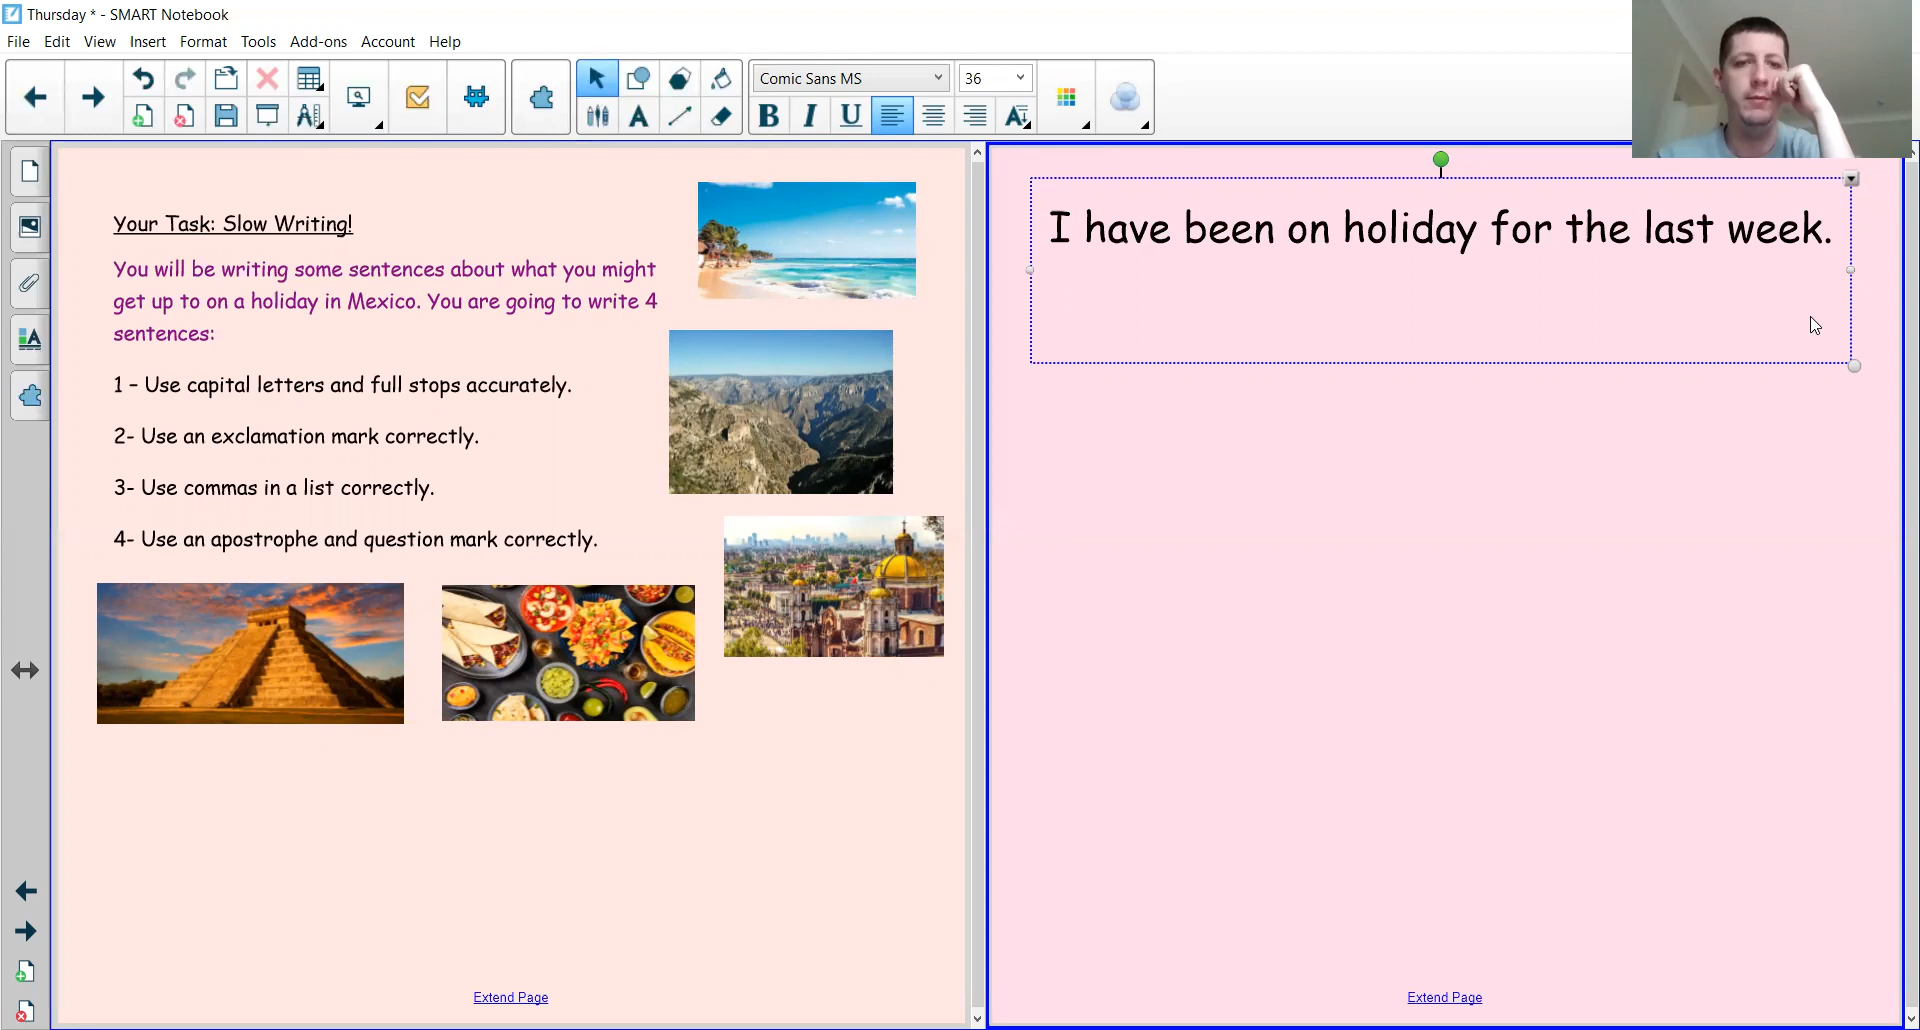 Thursday * - SMART Notebook
File Edit View Insert Format Tools Add-ons Account Help
Comic Sans MS 36
B I U A
A
Your Task: Slow Writing!
You will be writing some sentences about what you might
get up to on a holiday in Mexico. You are going to write 4
sentences:
1 – Use capital letters and full stops accurately.
2- Use an exclamation mark correctly.
3- Use commas in a list correctly.
4- Use an apostrophe and question mark correctly.
Extend Page
I have been on holiday for the last week.
Extend Page